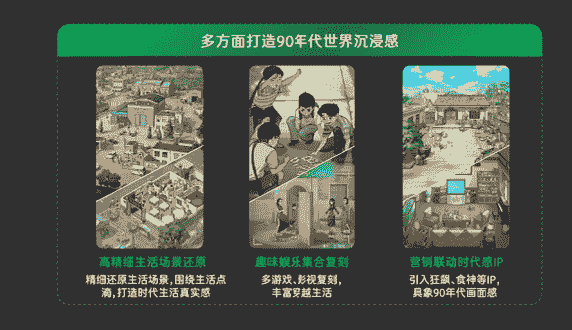 多方面打造90年代世界沉浸感
高精细生活场景还原
趣味娱乐集合复刻
营销联动时代感IP
精细还原生活场景,围绕生活点
滴,打造时代生活真实感
多游戏、影视复刻,
丰富穿越生活
引入狂飙、食神等IP,
具象90年代画面感